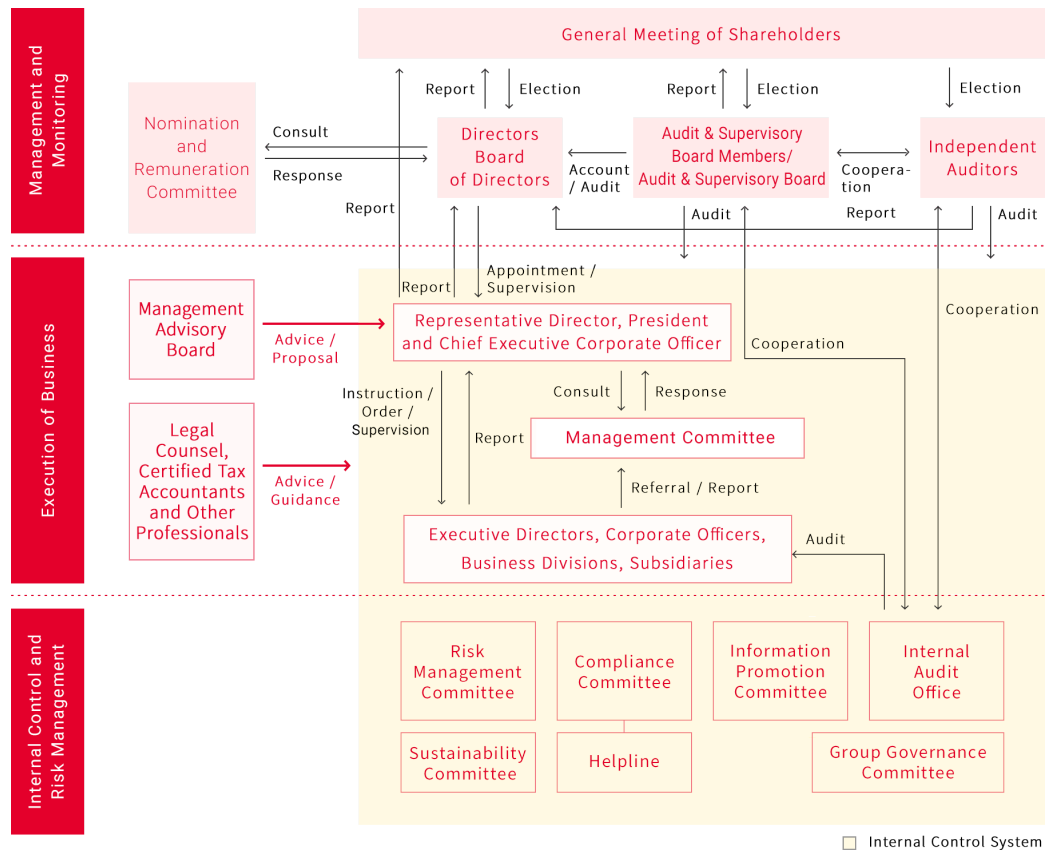 Management and
Monitoring
General Meeting of Shareholders
Report
Election
Report
Election
Election
Nomination
and
Remuneration
Committee
Consult
Response
Directors
Board
of Directors
Account
/ Audit
Audit & Supervisory
Board Members/
Audit & Supervisory Board
Coopera-
tion
Independent
Auditors
Report
Audit
Report
Audit
Execution of Business
Management
Advisory
Board
Advice /
Proposal
Report
Appointment /
Supervision
Representative Director, President
and Chief Executive Corporate Officer
Cooperation
Cooperation
Instruction /
Order /
Supervision
Report
Consult
Response
Management Committee
Legal
Counsel,
Certified Tax
Accountants
and Other
Professionals
Advice /
Guidance
Referral / Report
Executive Directors, Corporate Officers,
Business Divisions, Subsidiaries
Audit
Internal Control and
Risk Management
Risk
Management
Committee
Compliance
Committee
Information
Promotion
Committee
Internal
Audit
Office
Sustainability
Committee
Helpline
Group Governance
Committee
Internal Control System